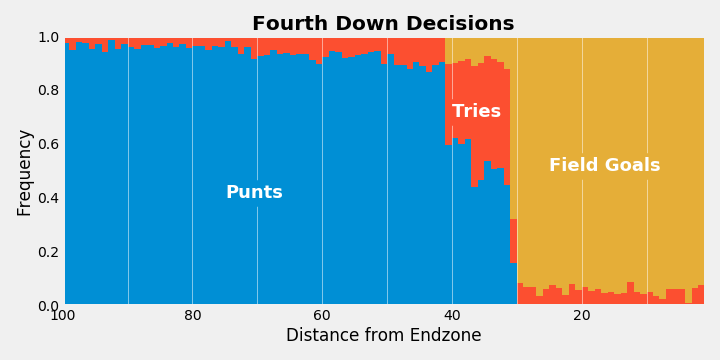 Fourth Down Decisions
Frequency
1.0
0.8
0.6
0.4
0.2
0.0
Tries
Field Goals
Punts
100
80
60
40
20
Distance from Endzone